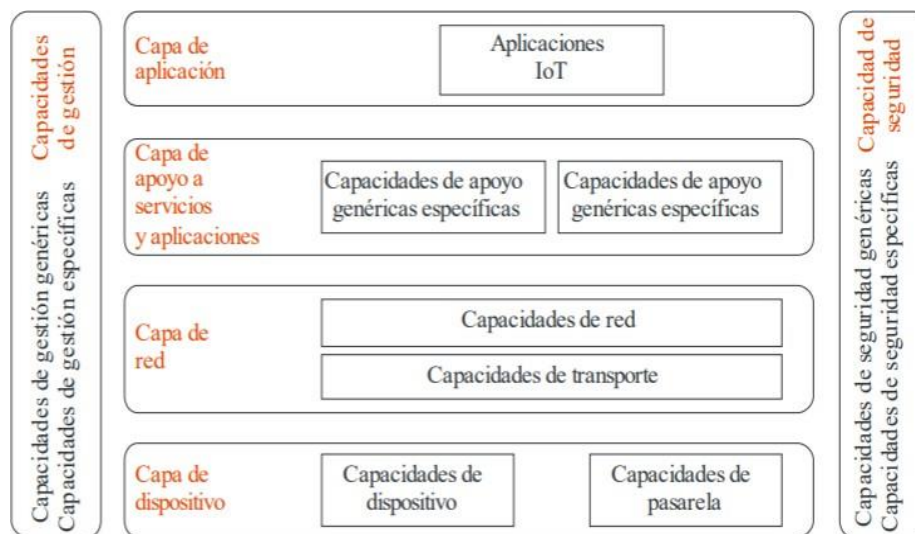 Capacidades
de gestión
Capacidades de gestión genéricas
Capacidades de gestión específicas
Capa de
aplicación
Aplicaciones
IoT
Capa de
apoyo a
servicios
y aplicaciones
Capacidades de apoyo
genéricas específicas
Capacidades de apoyo
genéricas específicas
Capa de
red
Capacidades de red
Capacidades de transporte
Capa de
dispositivo
Capacidades de
dispositivo
Capacidades de
pasarela
Capacidad de
seguridad
Capacidades de seguridad genéricas
Capacidades de seguridad específicas